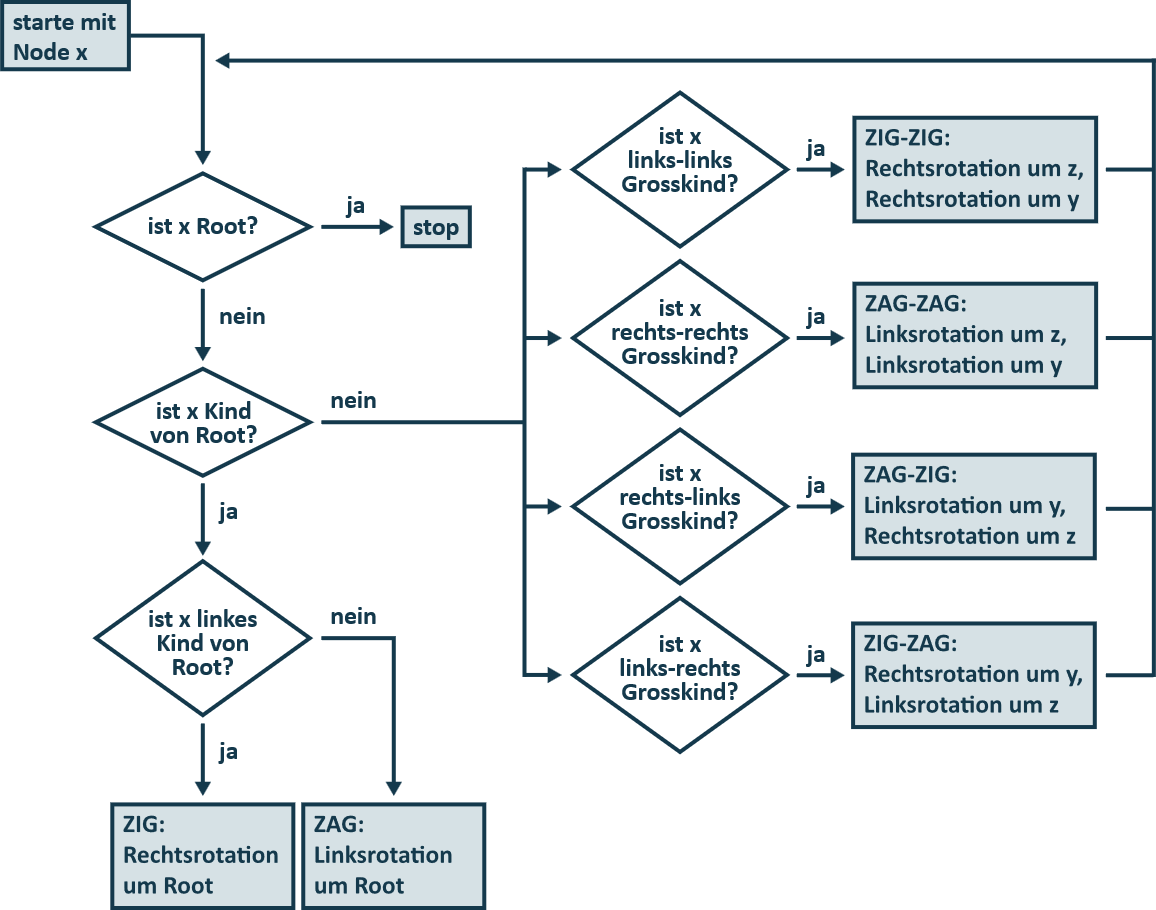 starte mit
Node x
ist x Root?
ja
stop
nein
ist x Kind
von Root?
nein
ja
ist x linkes
Kind von
Root?
nein
ja
ZIG:
Rechtsrotation
um Root
ZAG:
Linksrotation
um Root
ist x
links-links
Grosskind?
ja
ZIG-ZIG:
Rechtsrotation um z,
Rechtsrotation um y
ist x
rechts-rechts
Grosskind?
ja
ZAG-ZAG:
Linksrotation um z,
Linksrotation um y
ist x
rechts-links
Grosskind?
ja
ZAG-ZIG:
Linksrotation um y,
Rechtsrotation um z
ist x
links-rechts
Grosskind?
ja
ZIG-ZAG:
Rechtsrotation um y,
Linksrotation um z